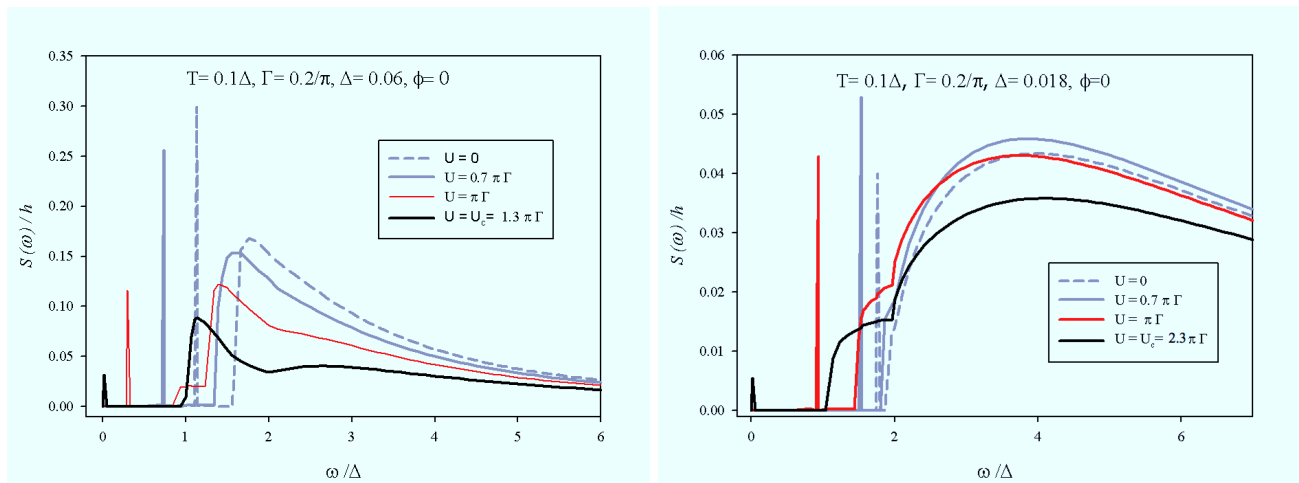 T= 0.1Δ, Γ= 0.2/π, Δ= 0.06, ϕ= 0
S(ω)/h
0.35
0.30
0.25
0.20
0.15
0.10
0.05
0.00
U = 0
U = 0.7 π Γ
U = π Γ
U = Uc= 1.3 π Γ
0
1
2
3
4
5
6
ω /Δ
T= 0.1Δ, Γ= 0.2/π, Δ= 0.018, ϕ=0
S(ω)/h
0.06
0.05
0.04
0.03
0.02
0.01
0.00
U = 0
U = 0.7 π Γ
U = π Γ
U = Uc= 2.3 π Γ
0
2
4
6
ω /Δ